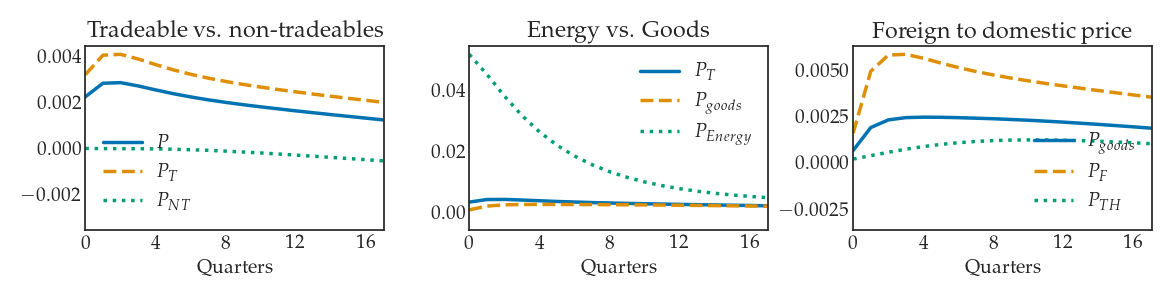 Tradeable vs. non-tradeables
0.004
0.002
0.000
−0.002
P
P_T
P_NT
0 4 8 12 16
Quarters
Energy vs. Goods
0.04
0.02
0.00
P_T
P_goods
P_Energy
0 4 8 12 16
Quarters
Foreign to domestic price
0.0050
0.0025
0.0000
−0.0025
P_goods
P_F
P_TH
0 4 8 12 16
Quarters